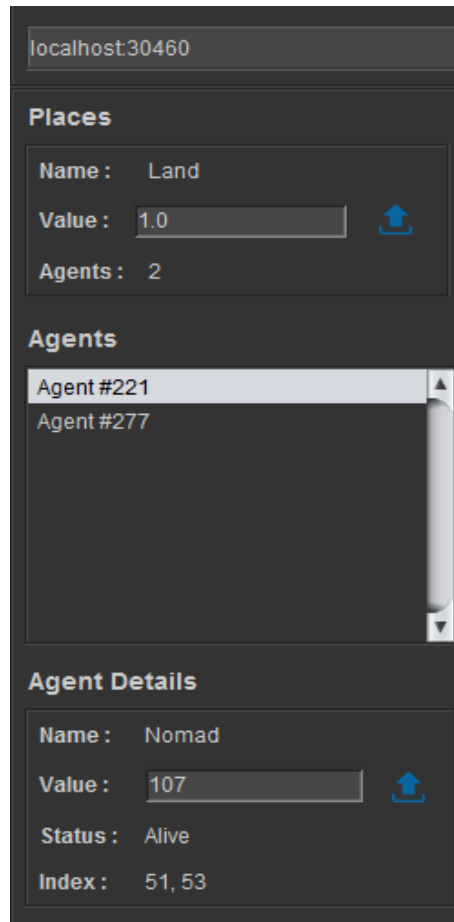 localhost:30460
Places
Name : Land
Value : 1.0
Agents : 2
Agents
Agent #221
Agent #277
Agent Details
Name : Nomad
Value : 107
Status : Alive
Index : 51, 53